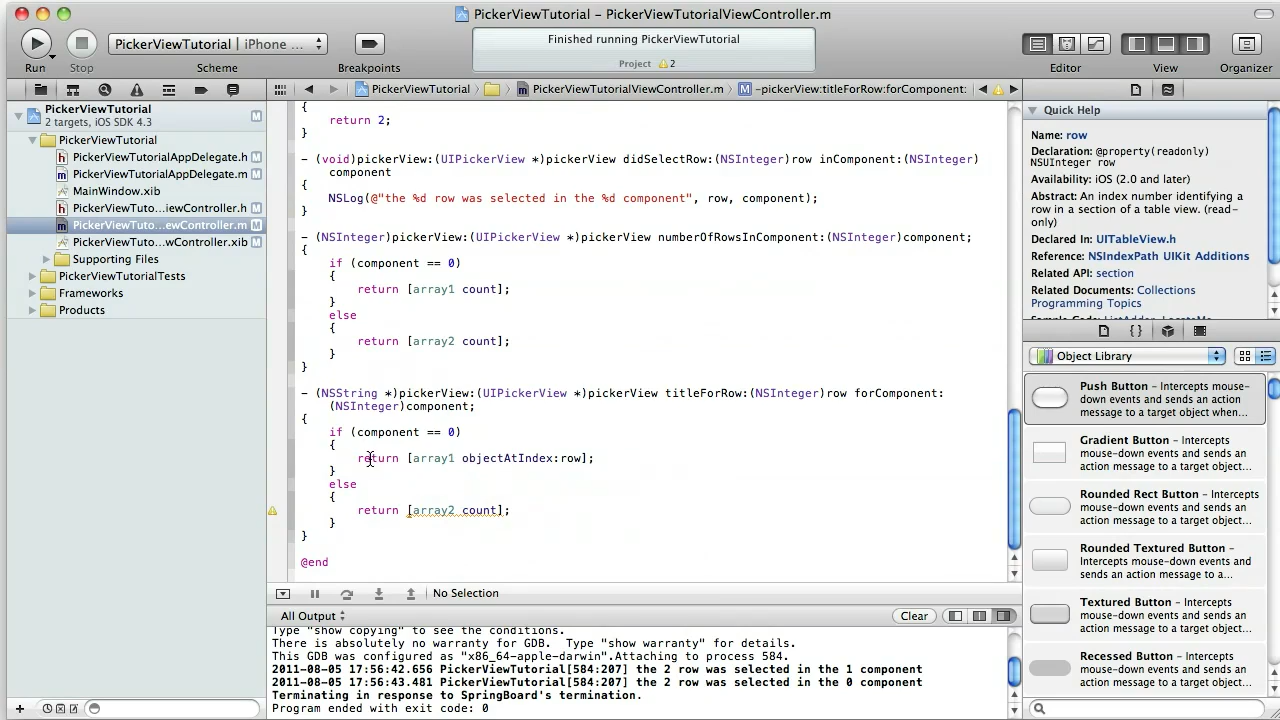 PickerViewTutorial – PickerViewTutorialViewController.m
PickerViewTutorial | iPhone ...
Finished running PickerViewTutorial
Project 2
Run
Stop
Scheme
Breakpoints
Editor
View
Organizer
PickerViewTutorial
PickerViewTutorialViewController.m
-pickerView:titleForRow:forComponent:
PickerViewTutorial
2 targets, iOS SDK 4.3
M
PickerViewTutorial
PickerViewTutorialAppDelegate.h
M
PickerViewTutorialAppDelegate.m
M
MainWindow.xib
PickerViewTuto...iewController.h
M
PickerViewTuto...ewController.m
M
PickerViewTuto...wController.xib
M
Supporting Files
PickerViewTutorialTests
Frameworks
Products
{
return 2;
}
- (void)pickerView:(UIPickerView *)pickerView didSelectRow:(NSInteger)row inComponent:(NSInteger)
component
{
NSLog(@"the %d row was selected in the %d component", row, component);
}
- (NSInteger)pickerView:(UIPickerView *)pickerView numberOfRowsInComponent:(NSInteger)component;
{
if (component == 0)
{
return [array1 count];
}
else
{
return [array2 count];
}
}
- (NSString *)pickerView:(UIPickerView *)pickerView titleForRow:(NSInteger)row forComponent:
(NSInteger)component;
{
if (component == 0)
{
return [array1 objectAtIndex:row];
}
else
{
return [array2 count];
}
}
@end
No Selection
All Output
Clear
Type "show copying" to see the conditions.
There is absolutely no warranty for GDB.  Type "show warranty" for details.
This GDB was configured as "x86_64-apple-darwin".Attaching to process 584.
2011-08-05 17:56:42.656 PickerViewTutorial[584:207] the 2 row was selected in the 1 component
2011-08-05 17:56:43.481 PickerViewTutorial[584:207] the 2 row was selected in the 0 component
Terminating in response to SpringBoard's termination.
Program ended with exit code: 0
Quick Help
Name: row
Declaration: @property(readonly)
NSUInteger row
Availability: iOS (2.0 and later)
Abstract: An index number identifying a
row in a section of a table view. (read-
only)
Declared In: UITableView.h
Reference: NSIndexPath UIKit Additions
Related API: section
Related Documents: Collections
Programming Topics
Object Library
Push Button – Intercepts mouse-
down events and sends an action
message to a target object when...
Gradient Button – Intercepts
mouse-down events and sends an
action message to a target object...
Rounded Rect Button – Intercepts
mouse-down events and sends an
action message to a target object...
Rounded Textured Button –
Intercepts mouse-down events and
sends an action message to a...
Textured Button – Intercepts
mouse-down events and sends an
action message to a target object...
Recessed Button – Intercepts
mouse-down events and sends an